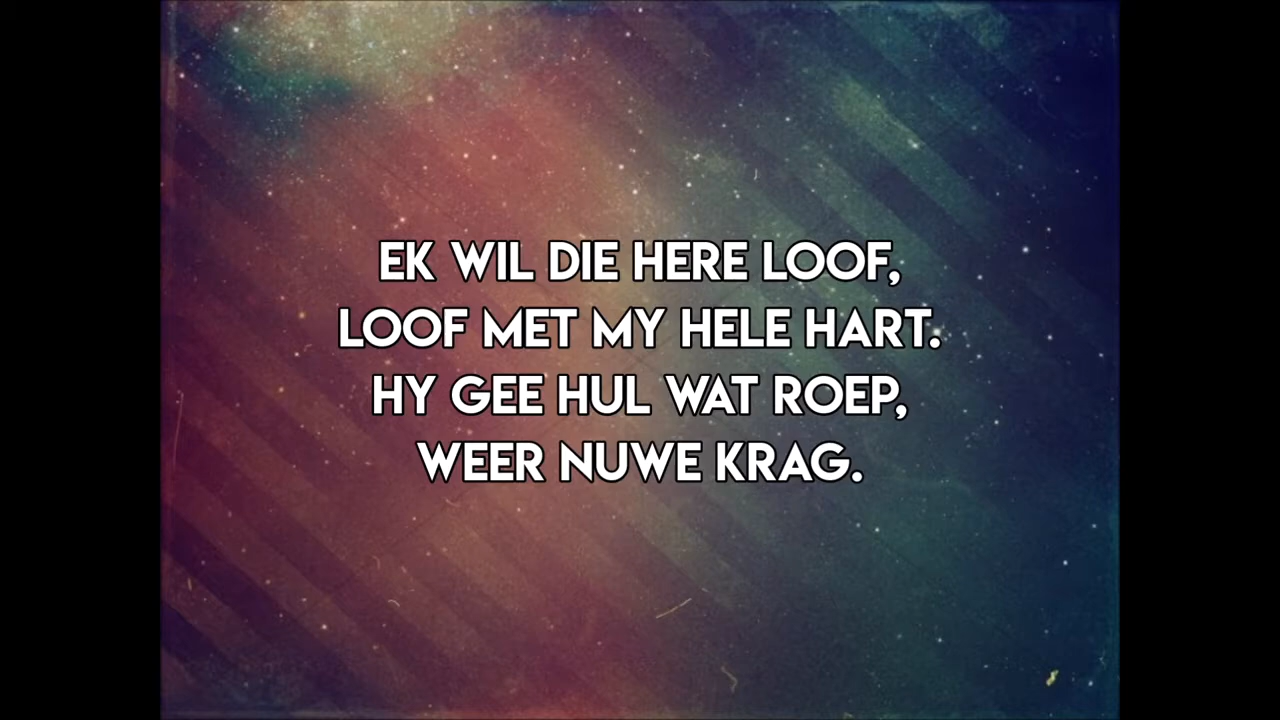 EK WIL DIE HERE LOOF,
LOOF MET MY HELE HART.
HY GEE HUL WAT ROEP,
WEER NUWE KRAG.